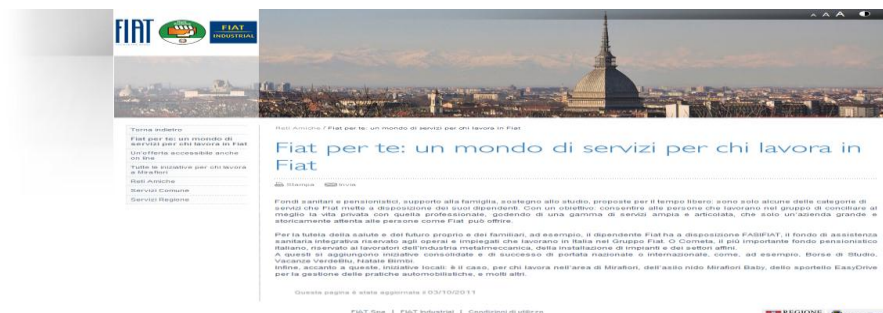 FIAT
FIAT
INDUSTRIAL
A A A
Torna indietro
Fiat per te: un mondo di
servizi per chi lavora in Fiat
Un'offerta accessibile anche
on line
Tutte le iniziative per chi lavora
a Mirafiori
Reti Amiche
Servizi Comune
Servizi Regione
Reti Amiche / Fiat per te: un mondo di servizi per chi lavora in Fiat
Fiat per te: un mondo di servizi per chi lavora in
Fiat
Stampa Invia
Fondi sanitari e pensionistici, supporto alla famiglia, sostegno allo studio, proposte per il tempo libero: sono solo alcune delle categorie di
servizi che Fiat mette a disposizione dei suoi dipendenti. Con un obiettivo: consentire alle persone che lavorano nel gruppo di conciliare al
meglio la vita privata con quella professionale, godendo di una gamma di servizi ampia e articolata, che solo un'azienda grande e
storicamente attenta alle persone come Fiat può offrire.
Per la tutela della salute e del futuro proprio e dei familiari, ad esempio, il dipendente Fiat ha a disposizione FASIFIAT, il fondo di assistenza
sanitaria integrativa riservato agli operai e impiegati che lavorano in Italia nel Gruppo Fiat. O Cometa, il più importante fondo pensionistico
italiano, riservato ai lavoratori dell'industria metalmeccanica, della installazione di impianti e dei settori affini.
A questi si aggiungono iniziative consolidate e di successo di portata nazionale o internazionale, come, ad esempio, Borse di Studio,
Vacanze VerdeBlu, Natale Bimbi.
Infine, accanto a queste, iniziative locali: è il caso, per chi lavora nell'area di Mirafiori, dell'asilo nido Mirafiori Baby, dello sportello EasyDrive
per la gestione delle pratiche automobilistiche, e molti altri.
Questa pagina è stata aggiornata il 03/10/2011
FIAT Spa | FIAT Industrial | Condizioni di utilizzo
REGIONE